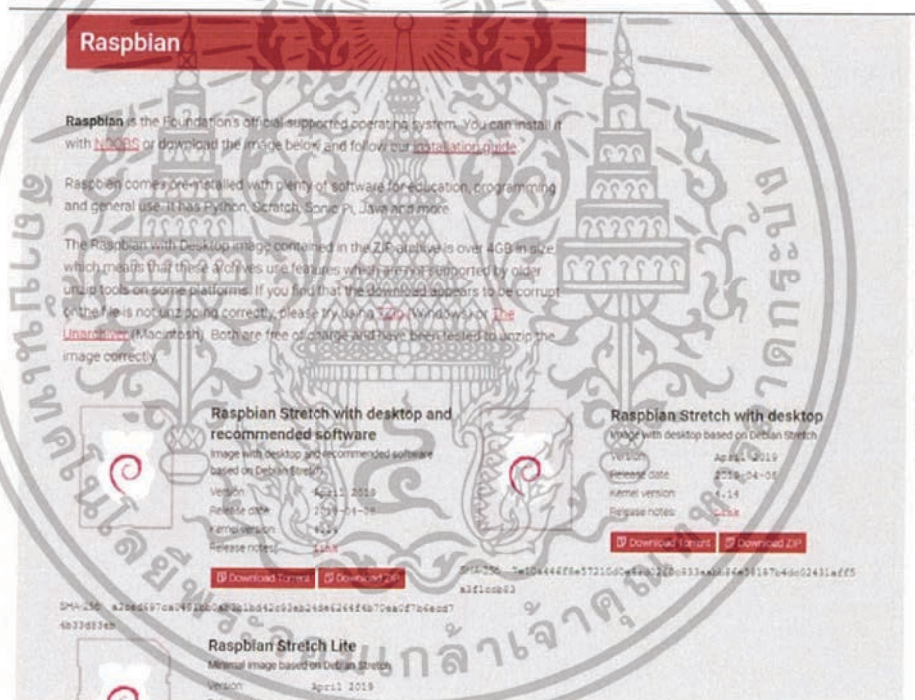 Raspbian
Raspbian is the Foundation's official supported operating system. You can install it
with NOOBS or download the image below and follow our installation guide.
Raspbian comes pre-installed with plenty of software for education, programming
and general use. It has Python, Scratch, Sonic Pi, Java and more.
The Raspbian with Desktop image contained in the ZIP archive is over 4GB in size,
which means that these archives use features which are not supported by older
unzip tools on some platforms. If you find that the download appears to be corrupt
or the file is not unzipping correctly, please try using 7Zip (Windows) or The
Unarchiver (Macintosh). Both are free of charge and have been tested to unzip the
image correctly.
Raspbian Stretch with desktop and
recommended software
Image with desktop and recommended software
based on Debian Stretch
Version: April 2019
Release date: 2019-04-08
Kernel version: 4.14
Release notes: Link
Download Torrent Download ZIP
SHA-256:
Raspbian Stretch with desktop
Image with desktop based on Debian Stretch
Version: April 2019
Release date: 2019-04-08
Kernel version: 4.14
Release notes: Link
Download Torrent Download ZIP
SHA-256:
Raspbian Stretch Lite
Minimal image based on Debian Stretch
Version: April 2019